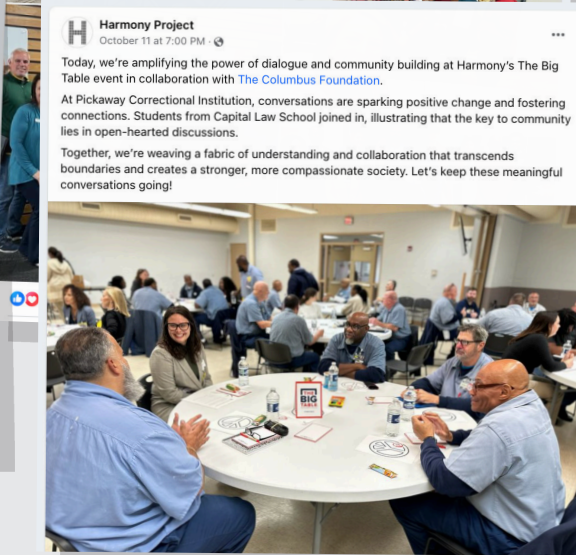 Harmony Project
October 11 at 7:00 PM ·
Today, we're amplifying the power of dialogue and community building at Harmony's The Big
Table event in collaboration with The Columbus Foundation.
At Pickaway Correctional Institution, conversations are sparking positive change and fostering
connections. Students from Capital Law School joined in, illustrating that the key to community
lies in open-hearted discussions.
Together, we're weaving a fabric of understanding and collaboration that transcends
boundaries and creates a stronger, more compassionate society. Let's keep these meaningful
conversations going!
THE
BIG
TABLE